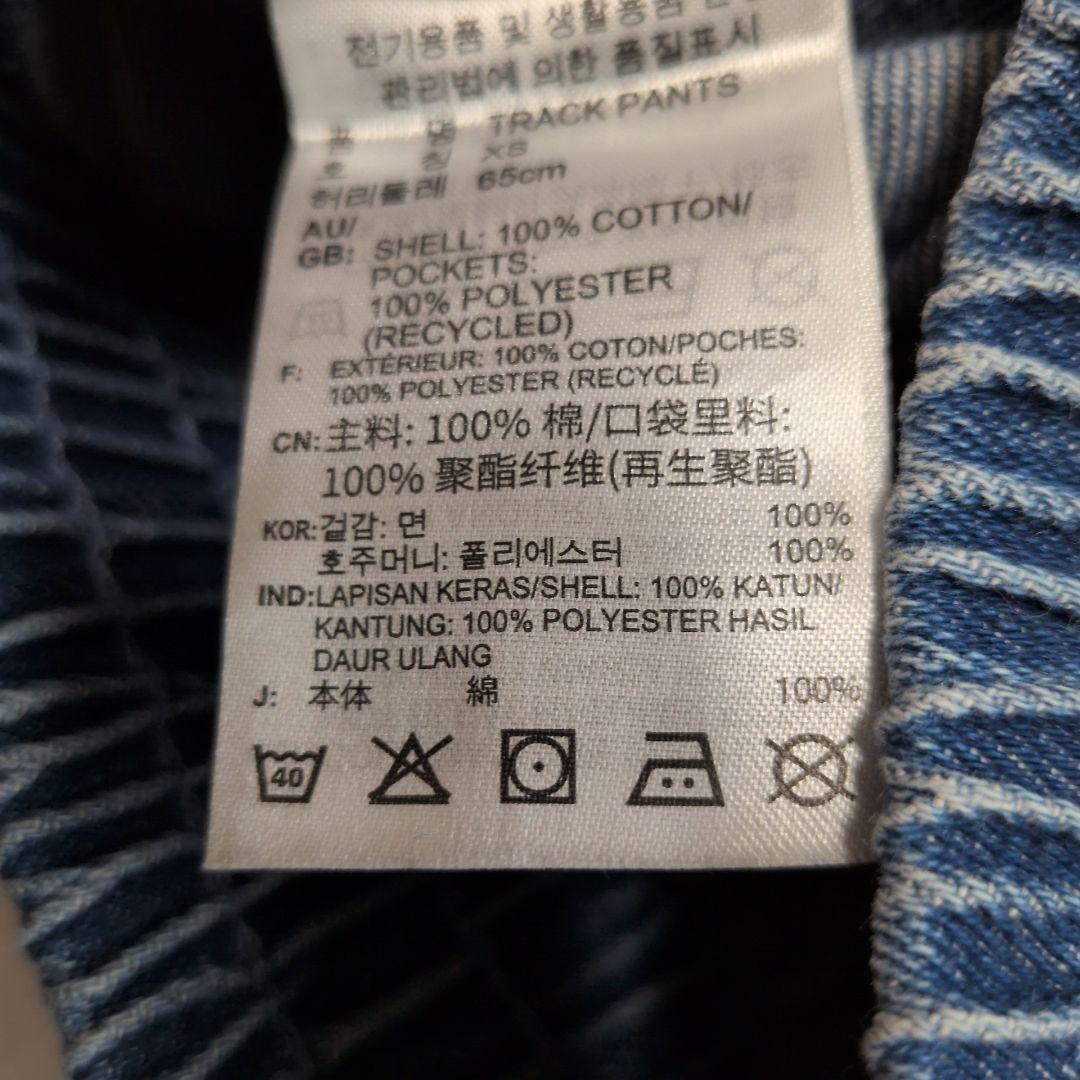 전기용품 및 생활용품 안전
관리법에 의한 품질표시
품 명 TRACK PANTS
호 칭 XS
허리둘레 65cm
AU/
GB: SHELL: 100% COTTON/
POCKETS:
100% POLYESTER
(RECYCLED)
F: EXTÉRIEUR: 100% COTON/POCHES:
100% POLYESTER (RECYCLÉ)
CN: 主料: 100% 棉/口袋里料:
100% 聚酯纤维(再生聚酯)
KOR: 겉감: 면 100%
호주머니: 폴리에스터 100%
IND: LAPISAN KERAS/SHELL: 100% KATUN/
KANTUNG: 100% POLYESTER HASIL
DAUR ULANG
J: 本体 綿 100%
40